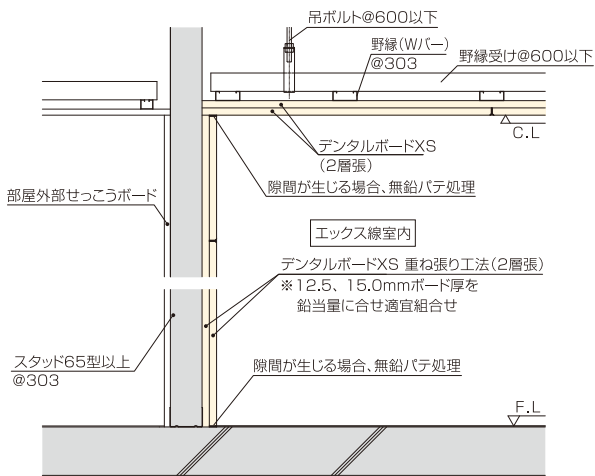 吊ボルト@600以下
野縁(Wバー)
@303
野縁受け@600以下
C.L
デンタルボードXS
(2層張)
隙間が生じる場合、無鉛パテ処理
部屋外部せっこうボード
エックス線室内
デンタルボードXS 重ね張り工法(2層張)
※12.5、15.0mmボード厚を
鉛当量に合せ適宜組合せ
スタッド65型以上
@303
隙間が生じる場合、無鉛パテ処理
F.L